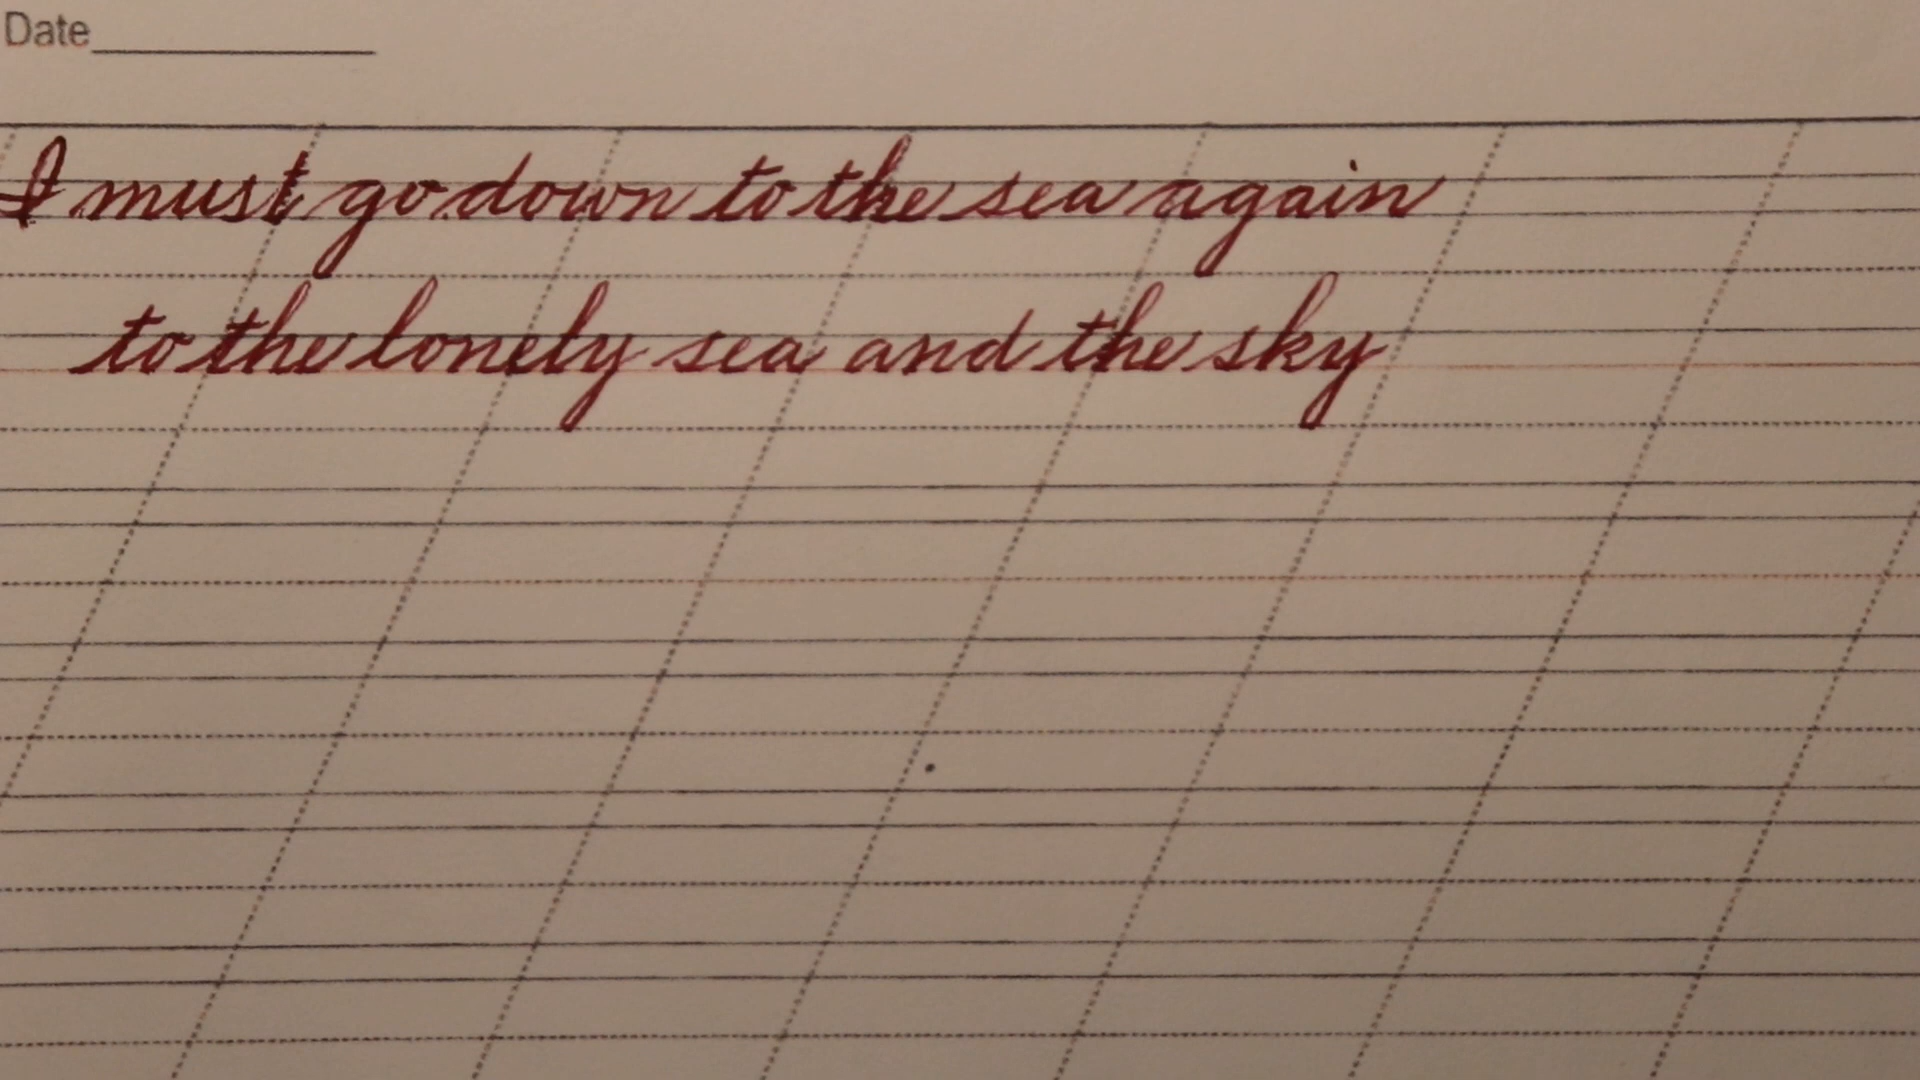 Date
I must go down to the sea again
to the lonely sea and the sky